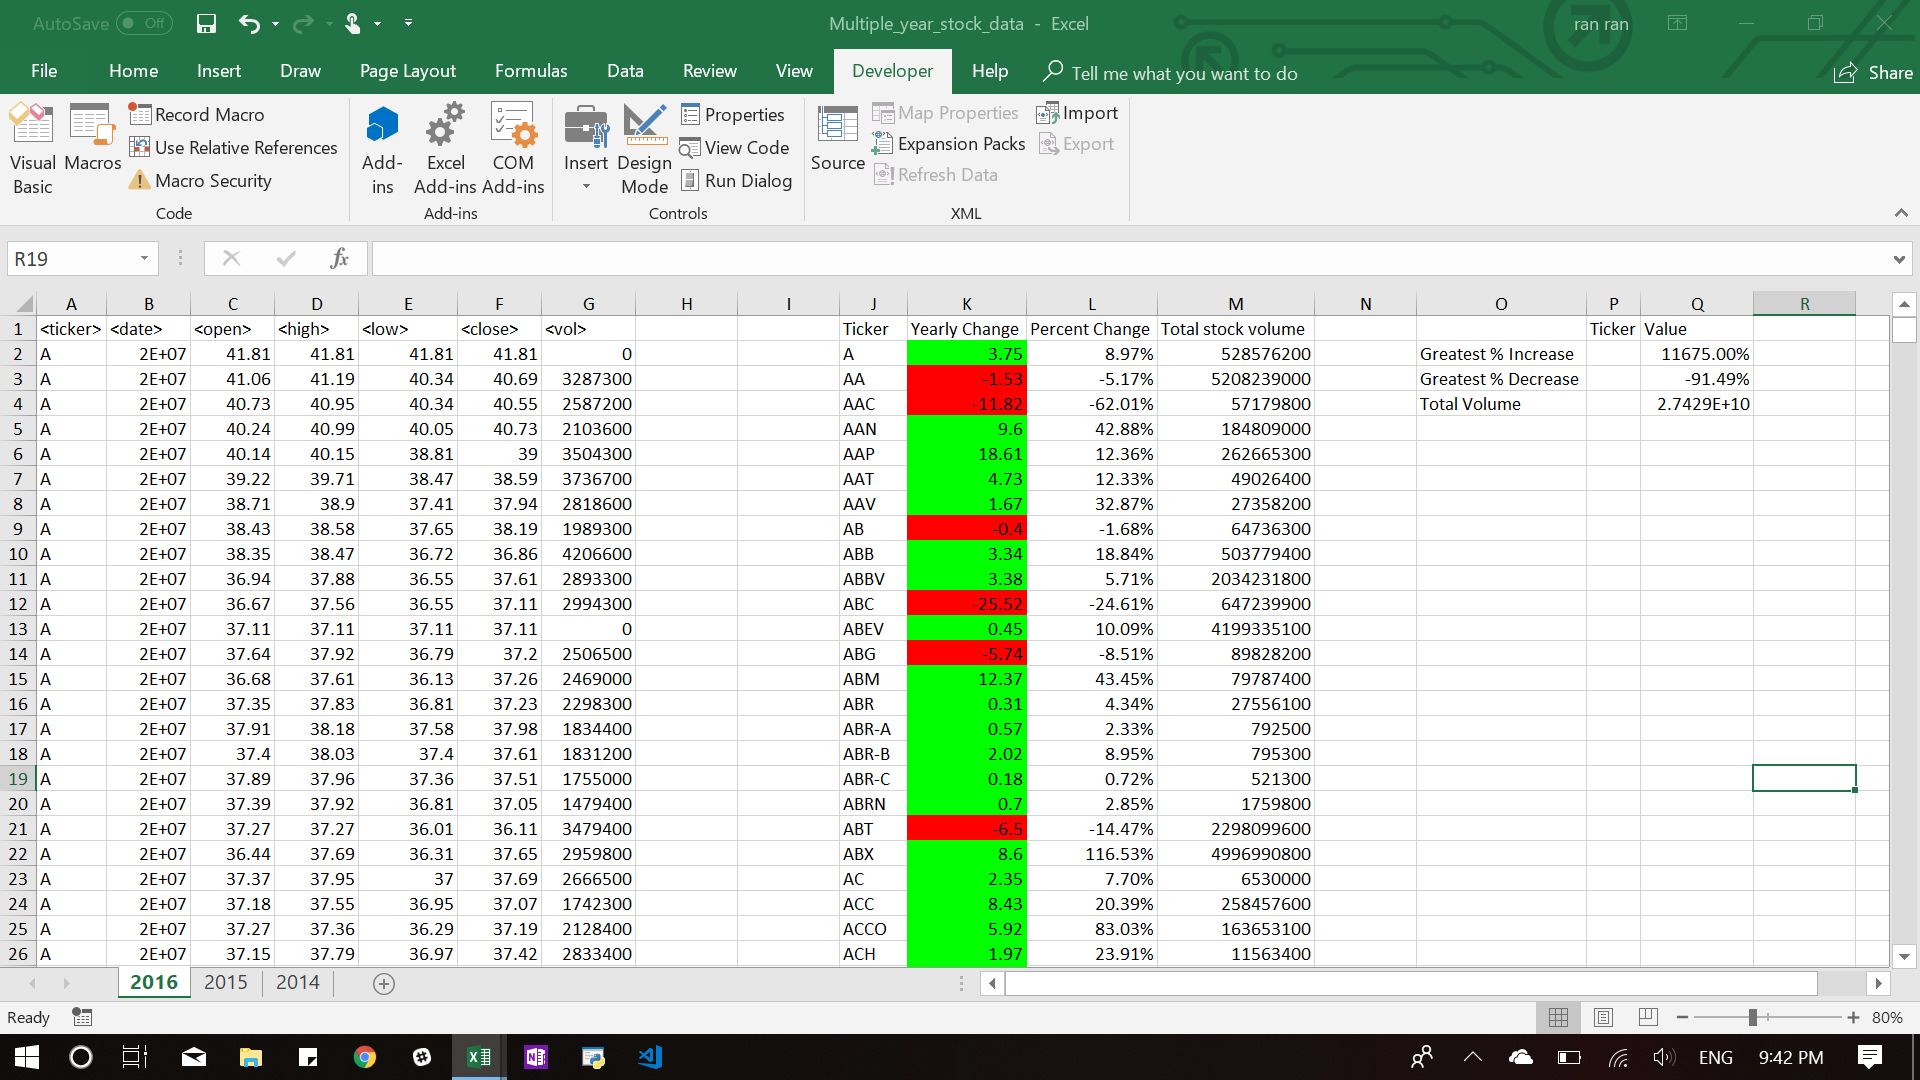 AutoSave Off Multiple_year_stock_data - Excel ran ran
File Home Insert Draw Page Layout Formulas Data Review View Developer Help Tell me what you want to do Share
Visual Basic
Macros
Record Macro
Use Relative References
Macro Security
Code
Add-ins
Excel Add-ins
COM Add-ins
Add-ins
Insert
Design Mode
Properties
View Code
Run Dialog
Controls
Source
Map Properties
Expansion Packs
Refresh Data
Import
Export
XML
R19 fx
A B C D E F G H I J K L M N O P Q R
1 <ticker> <date> <open> <high> <low> <close> <vol> Ticker Yearly Change Percent Change Total stock volume Ticker Value
2 A 2E+07 41.81 41.81 41.81 41.81 0 A 3.75 8.97% 528576200 Greatest % Increase 11675.00%
3 A 2E+07 41.06 41.19 40.34 40.69 3287300 AA -1.53 -5.17% 5208239000 Greatest % Decrease -91.49%
4 A 2E+07 40.73 40.95 40.34 40.55 2587200 AAC -11.82 -62.01% 57179800 Total Volume 2.7429E+10
5 A 2E+07 40.24 40.99 40.05 40.73 2103600 AAN 9.6 42.88% 184809000
6 A 2E+07 40.14 40.15 38.81 39 3504300 AAP 18.61 12.36% 262665300
7 A 2E+07 39.22 39.71 38.47 38.59 3736700 AAT 4.73 12.33% 49026400
8 A 2E+07 38.71 38.9 37.41 37.94 2818600 AAV 1.67 32.87% 27358200
9 A 2E+07 38.43 38.58 37.65 38.19 1989300 AB -0.4 -1.68% 64736300
10 A 2E+07 38.35 38.47 36.72 36.86 4206600 ABB 3.34 18.84% 503779400
11 A 2E+07 36.94 37.88 36.55 37.61 2893300 ABBV 3.38 5.71% 2034231800
12 A 2E+07 36.67 37.56 36.55 37.11 2994300 ABC -25.52 -24.61% 647239900
13 A 2E+07 37.11 37.11 37.11 37.11 0 ABEV 0.45 10.09% 4199335100
14 A 2E+07 37.64 37.92 36.79 37.2 2506500 ABG -5.74 -8.51% 89828200
15 A 2E+07 36.68 37.61 36.13 37.26 2469000 ABM 12.37 43.45% 79787400
16 A 2E+07 37.35 37.83 36.81 37.23 2298300 ABR 0.31 4.34% 27556100
17 A 2E+07 37.91 38.18 37.58 37.98 1834400 ABR-A 0.57 2.33% 792500
18 A 2E+07 37.4 38.03 37.4 37.61 1831200 ABR-B 2.02 8.95% 795300
19 A 2E+07 37.89 37.96 37.36 37.51 1755000 ABR-C 0.18 0.72% 521300
20 A 2E+07 37.39 37.92 36.81 37.05 1479400 ABRN 0.7 2.85% 1759800
21 A 2E+07 37.27 37.27 36.01 36.11 3479400 ABT -6.5 -14.47% 2298099600
22 A 2E+07 36.44 37.69 36.31 37.65 2959800 ABX 8.6 116.53% 4996990800
23 A 2E+07 37.37 37.95 37 37.69 2666500 AC 2.35 7.70% 6530000
24 A 2E+07 37.18 37.55 36.95 37.07 1742300 ACC 8.43 20.39% 258457600
25 A 2E+07 37.27 37.36 36.29 37.19 2128400 ACCO 5.92 83.03% 163653100
26 A 2E+07 37.15 37.79 36.97 37.42 2833400 ACH 1.97 23.91% 11563400
2016 2015 2014
Ready 80%
ENG 9:42 PM